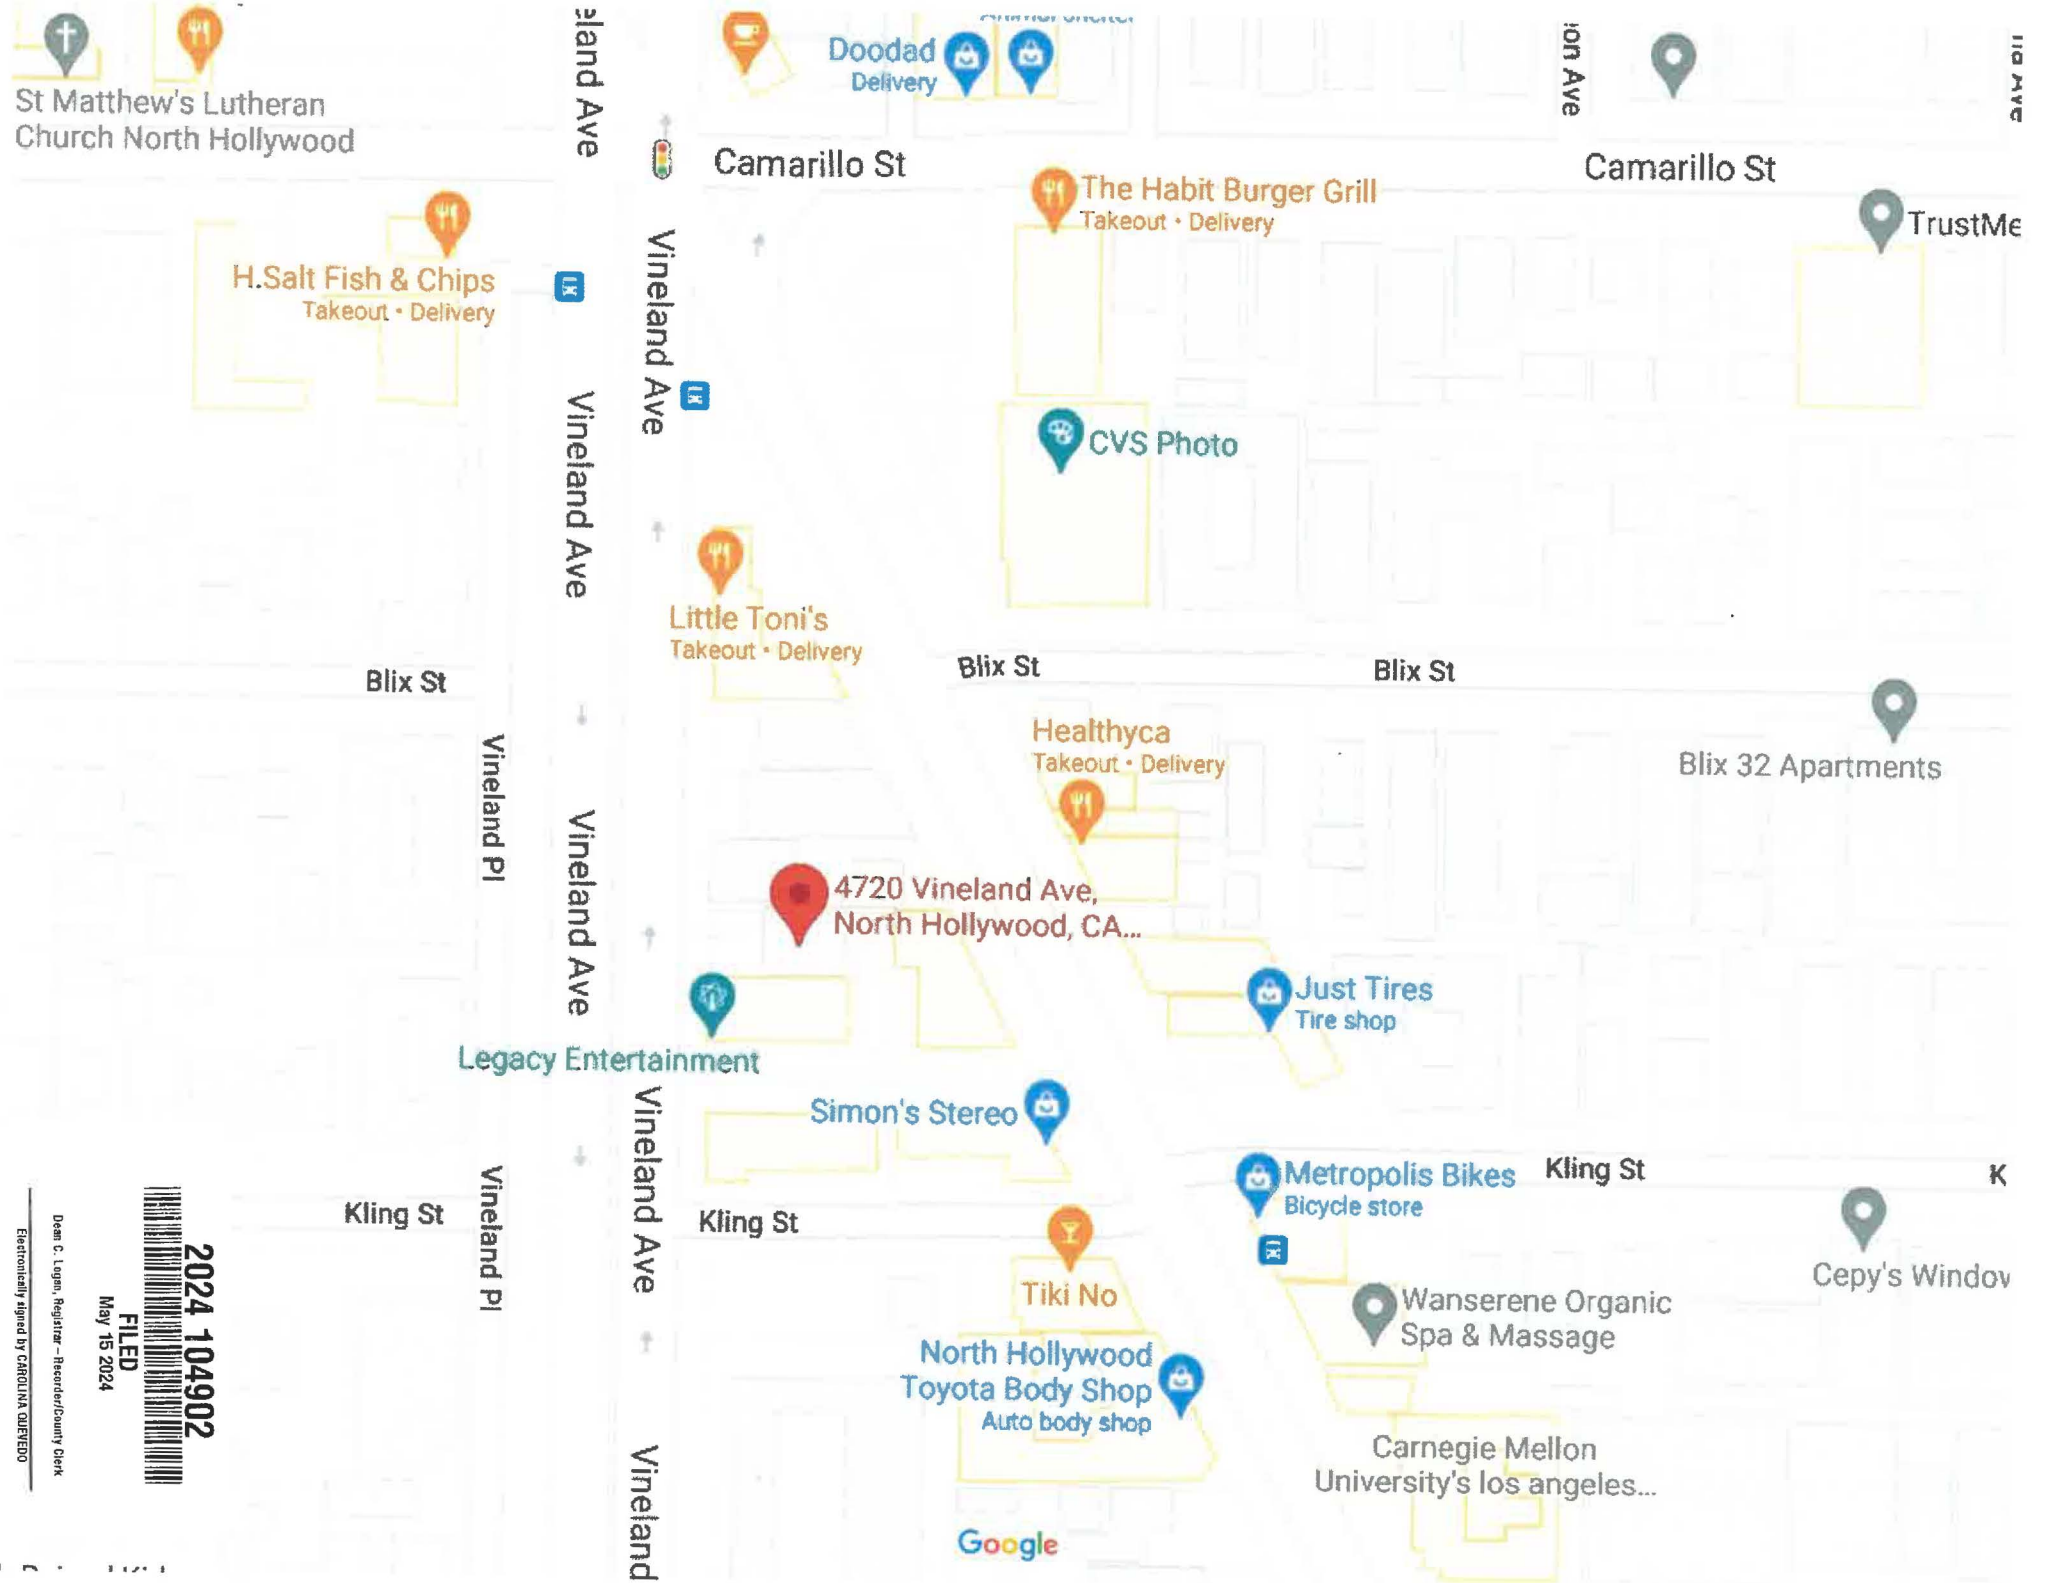 eland Ave
Doodad
Delivery
on Ave
St Matthew's Lutheran
Church North Hollywood
Camarillo St
Camarillo St
The Habit Burger Grill
Takeout • Delivery
TrustMe
H.Salt Fish & Chips
Takeout • Delivery
Vineland Ave
Vineland Ave
CVS Photo
Little Toni's
Takeout • Delivery
Blix St
Blix St
Blix St
Healthyca
Takeout • Delivery
Blix 32 Apartments
Vineland Pl
Vineland Ave
4720 Vineland Ave,
North Hollywood, CA...
Just Tires
Tire shop
Legacy Entertainment
Simon's Stereo
Vineland Ave
Metropolis Bikes
Bicycle store
Kling St
K
Kling St
Vineland Pl
Kling St
Tiki No
Cepy's Window
Wanserene Organic
Spa & Massage
North Hollywood
Toyota Body Shop
Auto body shop
Carnegie Mellon
University's los angeles...
Vineland
Google
2024 104902
FILED
May 15 2024
Dean C. Logan, Registrar – Recorder/County Clerk
Electronically signed by CAROLINA QUEVEDO